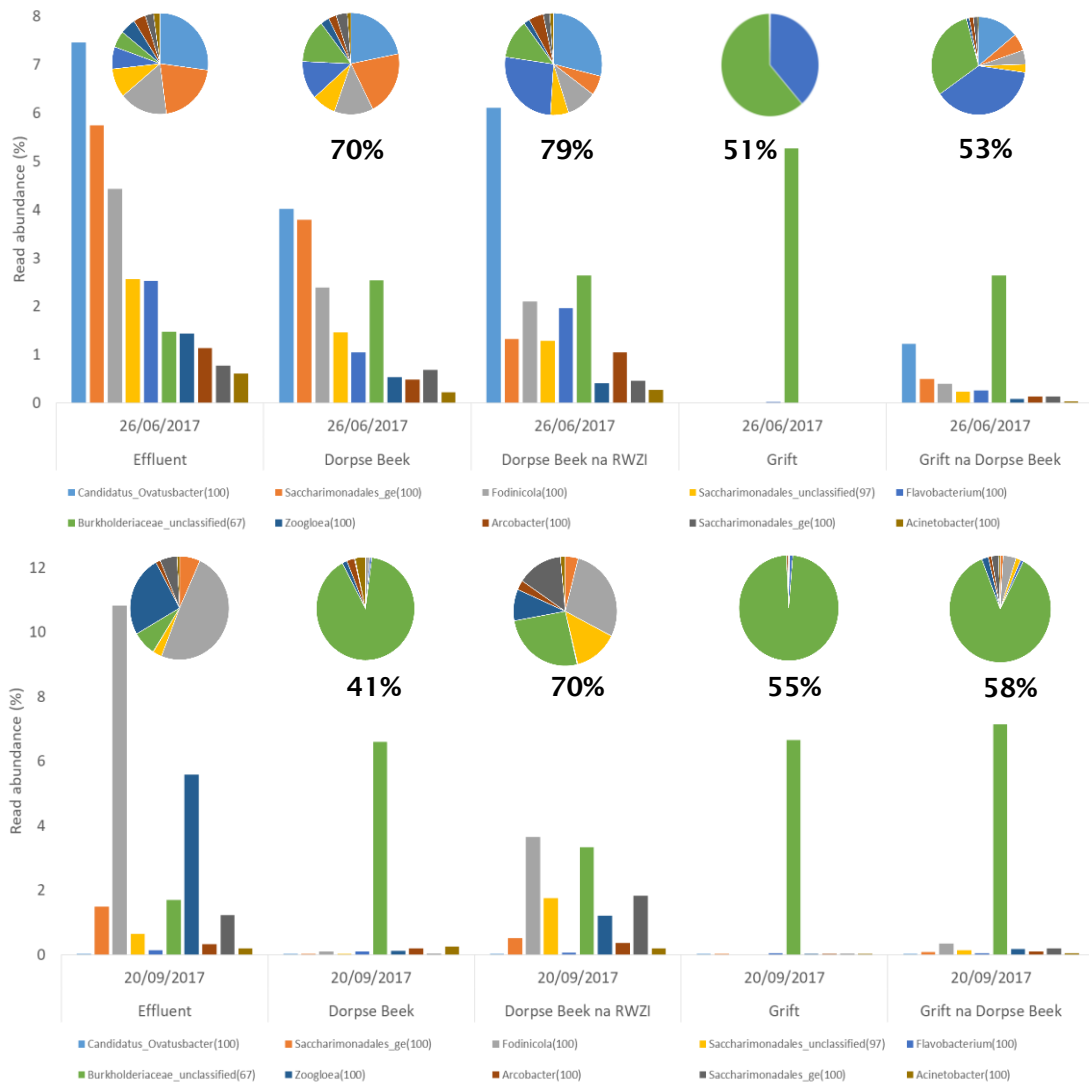 8
7
6
5
4
3
2
1
0
Read abundance (%)
70%
79%
51%
53%
26/06/2017 26/06/2017 26/06/2017 26/06/2017 26/06/2017
Effluent Dorpse Beek Dorpse Beek na RWZI Grift Grift na Dorpse Beek
Candidatus_Ovatusbacter(100) Saccharimonadales_ge(100) Fodinicola(100) Saccharimonadales_unclassified(97) Flavobacterium(100)
Burkholderiaceae_unclassified(67) Zoogloea(100) Arcobacter(100) Saccharimonadales_ge(100) Acinetobacter(100)
12
10
8
6
4
2
0
Read abundance (%)
41%
70%
55%
58%
20/09/2017 20/09/2017 20/09/2017 20/09/2017 20/09/2017
Effluent Dorpse Beek Dorpse Beek na RWZI Grift Grift na Dorpse Beek
Candidatus_Ovatusbacter(100) Saccharimonadales_ge(100) Fodinicola(100) Saccharimonadales_unclassified(97) Flavobacterium(100)
Burkholderiaceae_unclassified(67) Zoogloea(100) Arcobacter(100) Saccharimonadales_ge(100) Acinetobacter(100)